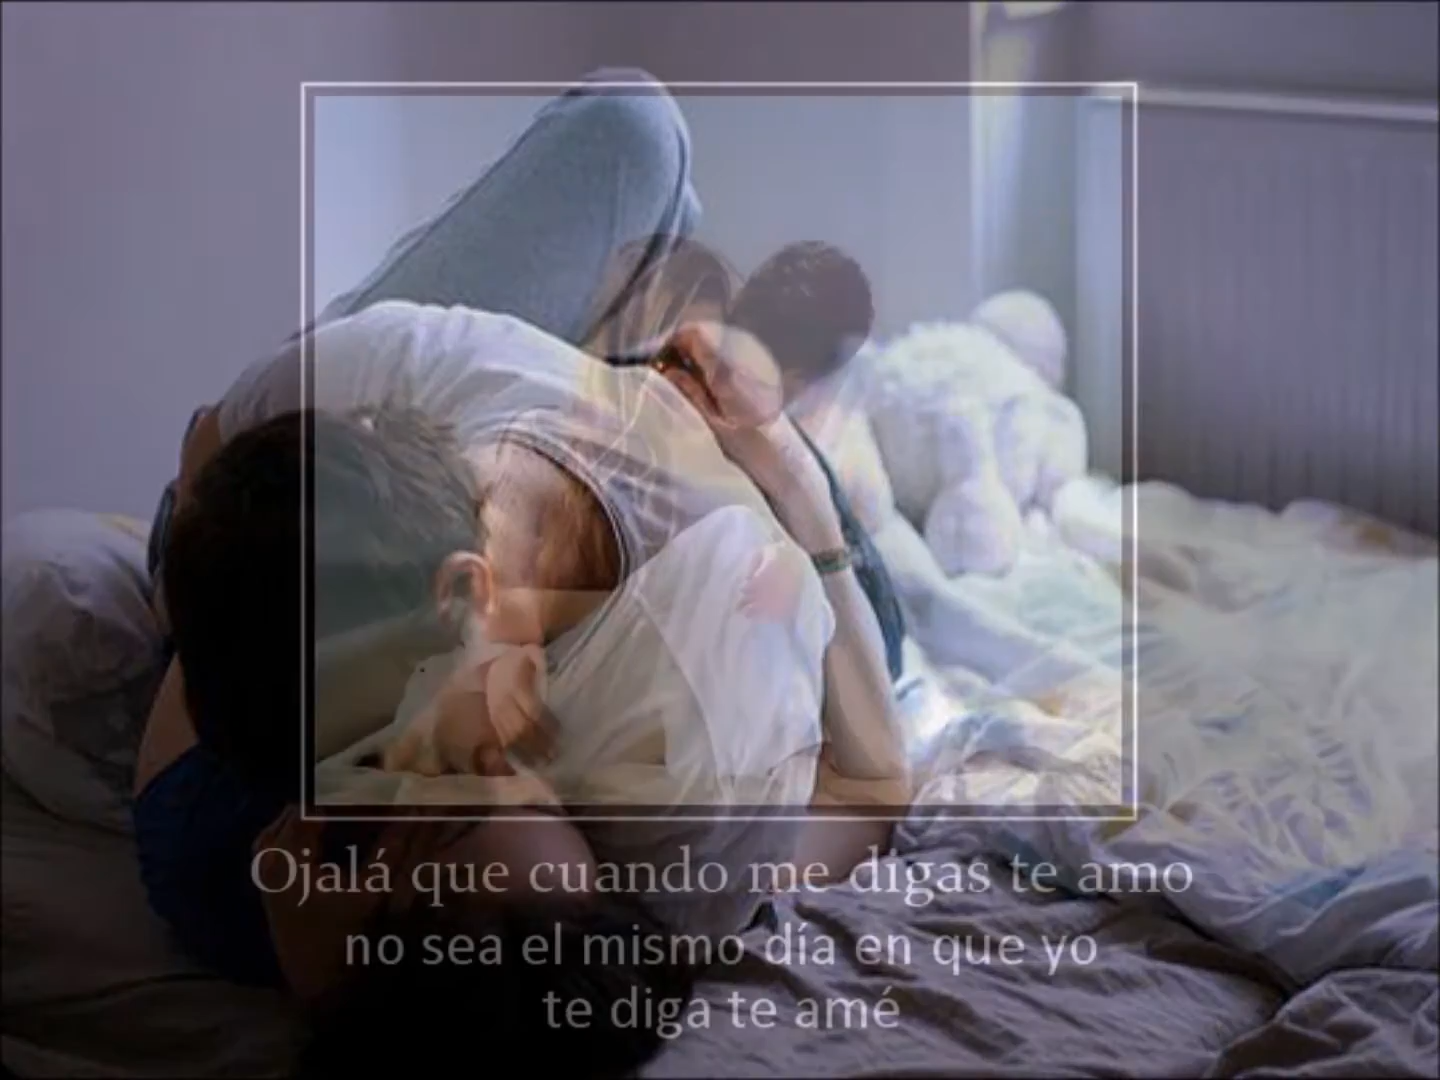 Ojalá que cuando me digas te amo
no sea el mismo día en que yo
te diga te amé